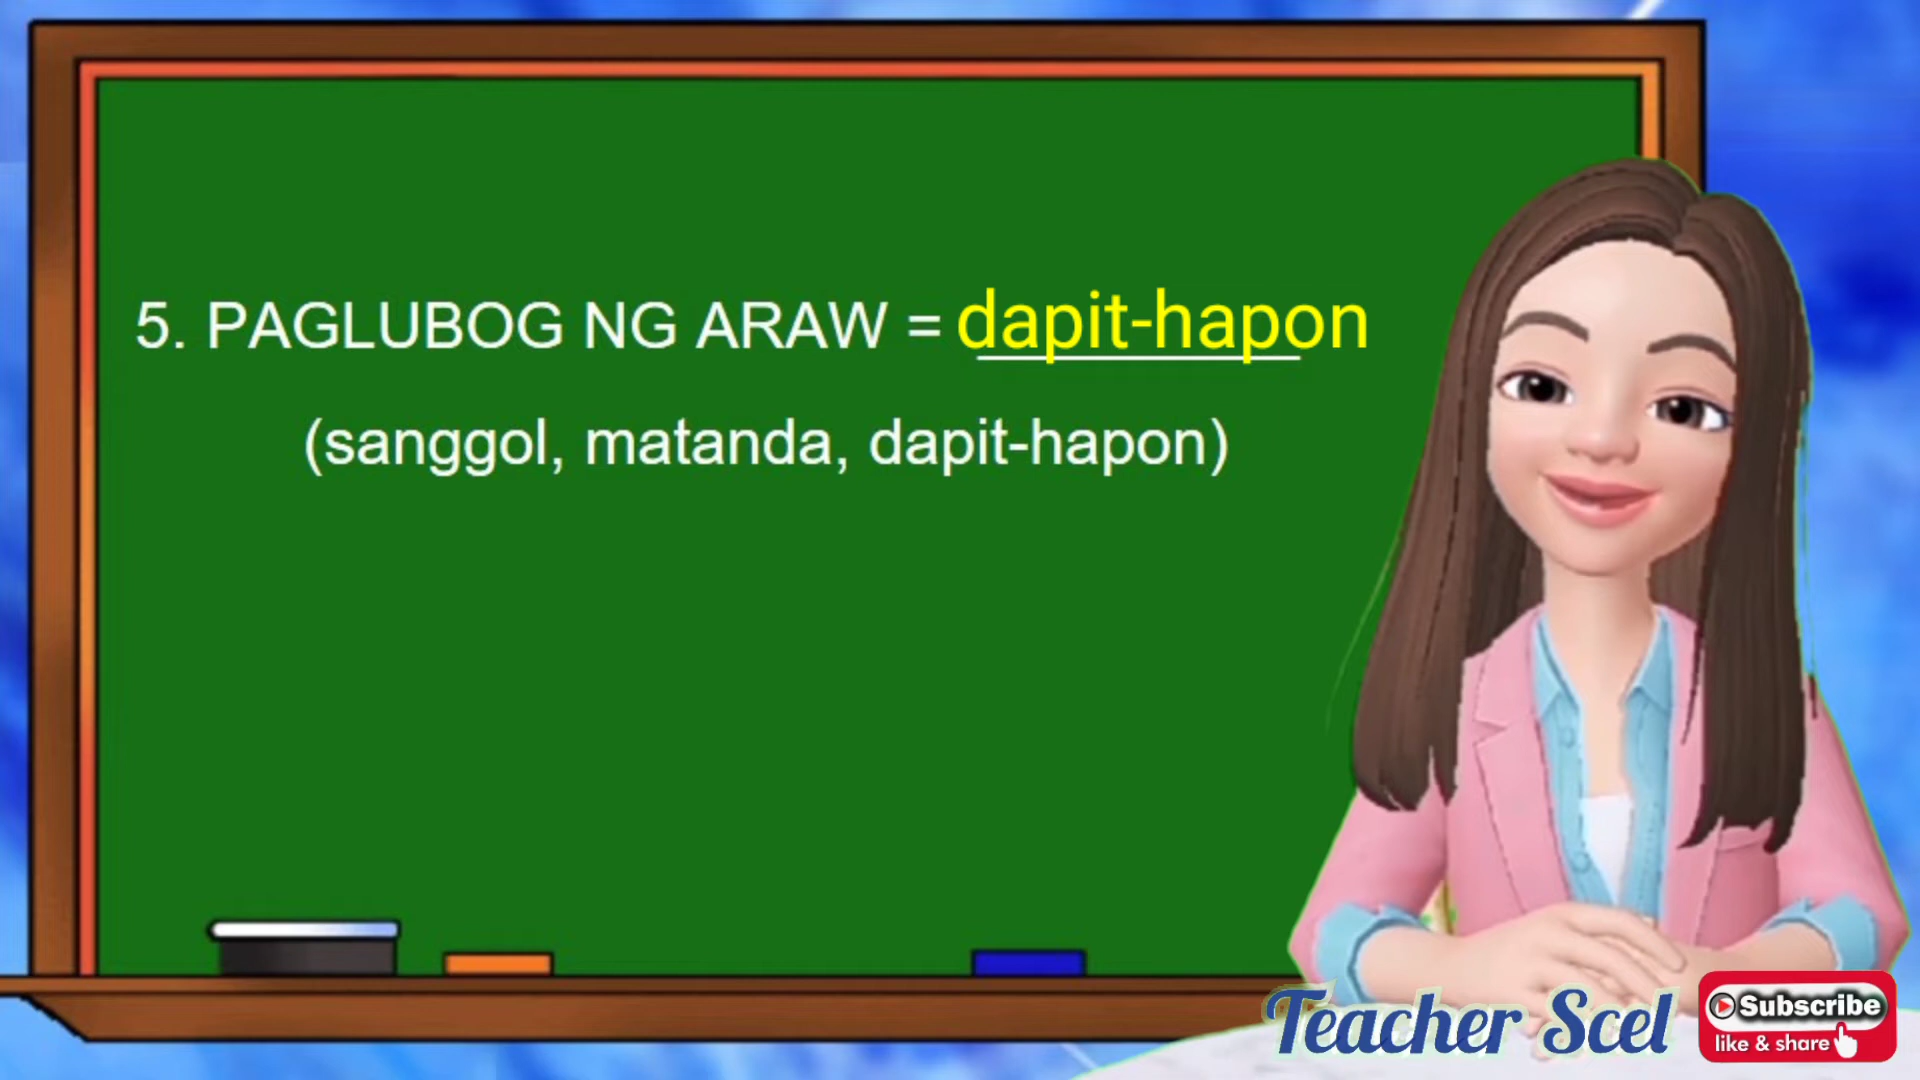 5. PAGLUBOG NG ARAW = dapit-hapon
(sanggol, matanda, dapit-hapon)
Teacher Scel
Subscribe
like & share